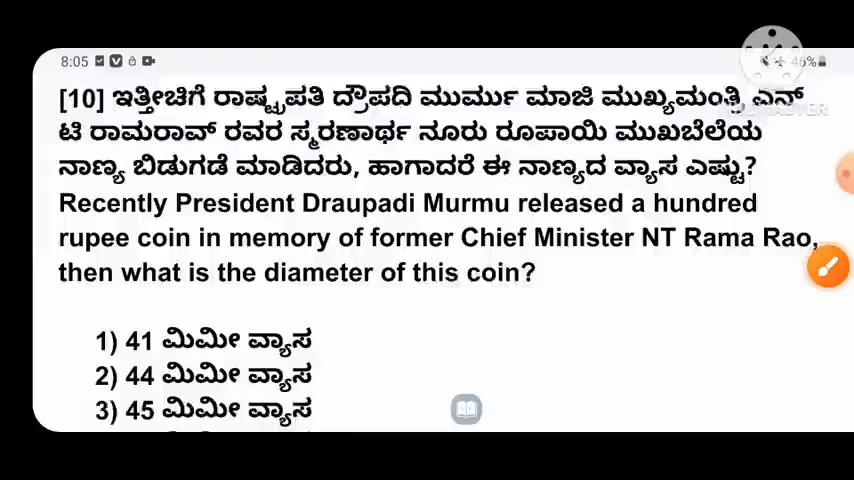 8:05
46%
[10] ಇತ್ತೀಚಿಗೆ ರಾಷ್ಟ್ರಪತಿ ದ್ರೌಪದಿ ಮುರ್ಮು ಮಾಜಿ ಮುಖ್ಯಮಂತ್ರಿ ಎನ್
ಟಿ ರಾಮರಾವ್ ರವರ ಸ್ಮರಣಾರ್ಥ ನೂರು ರೂಪಾಯಿ ಮುಖಬೆಲೆಯ
ನಾಣ್ಯ ಬಿಡುಗಡೆ ಮಾಡಿದರು, ಹಾಗಾದರೆ ಈ ನಾಣ್ಯದ ವ್ಯಾಸ ಎಷ್ಟು?
Recently President Draupadi Murmu released a hundred
rupee coin in memory of former Chief Minister NT Rama Rao,
then what is the diameter of this coin?
1) 41 ಮಿಮೀ ವ್ಯಾಸ
2) 44 ಮಿಮೀ ವ್ಯಾಸ
3) 45 ಮಿಮೀ ವ್ಯಾಸ